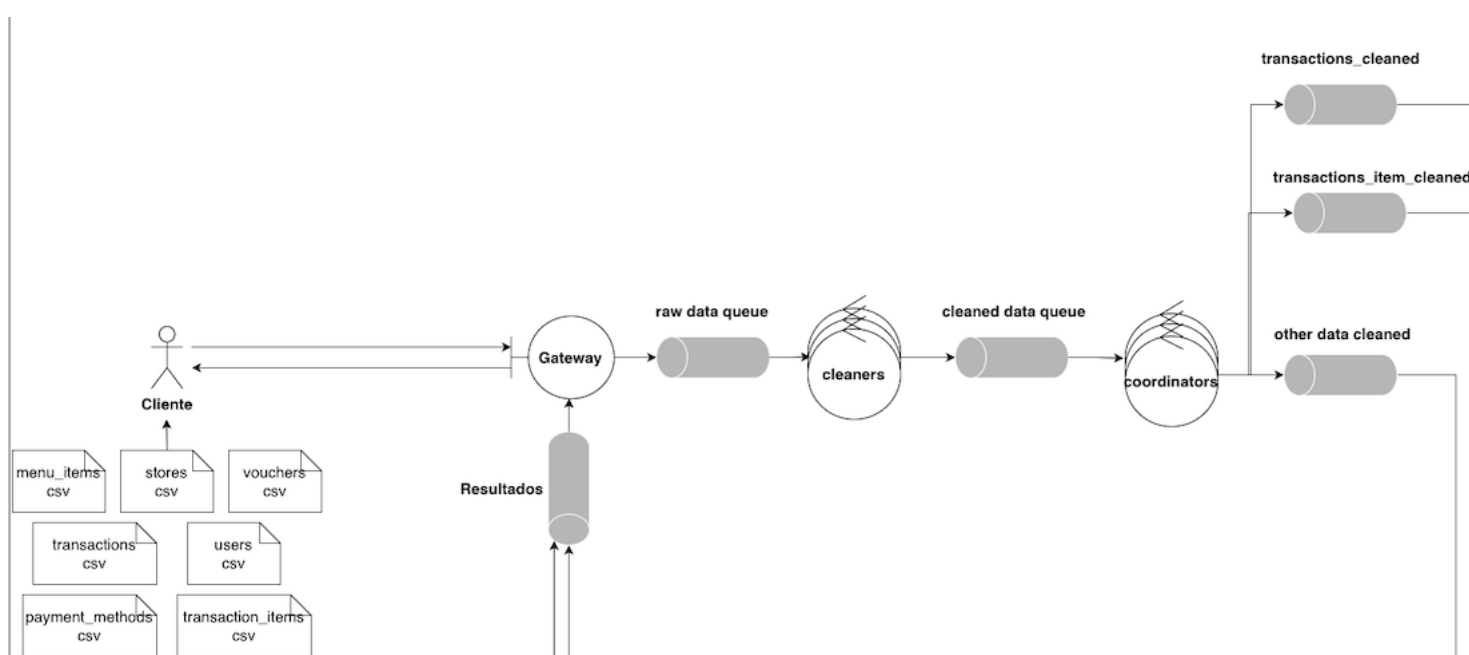 transactions_cleaned
transactions_item_cleaned
raw data queue
cleaned data queue
other data cleaned
Gateway
cleaners
coordinators
Cliente
menu_items
csv
stores
csv
vouchers
csv
Resultados
transactions
csv
users
csv
payment_methods
csv
transaction_items
csv